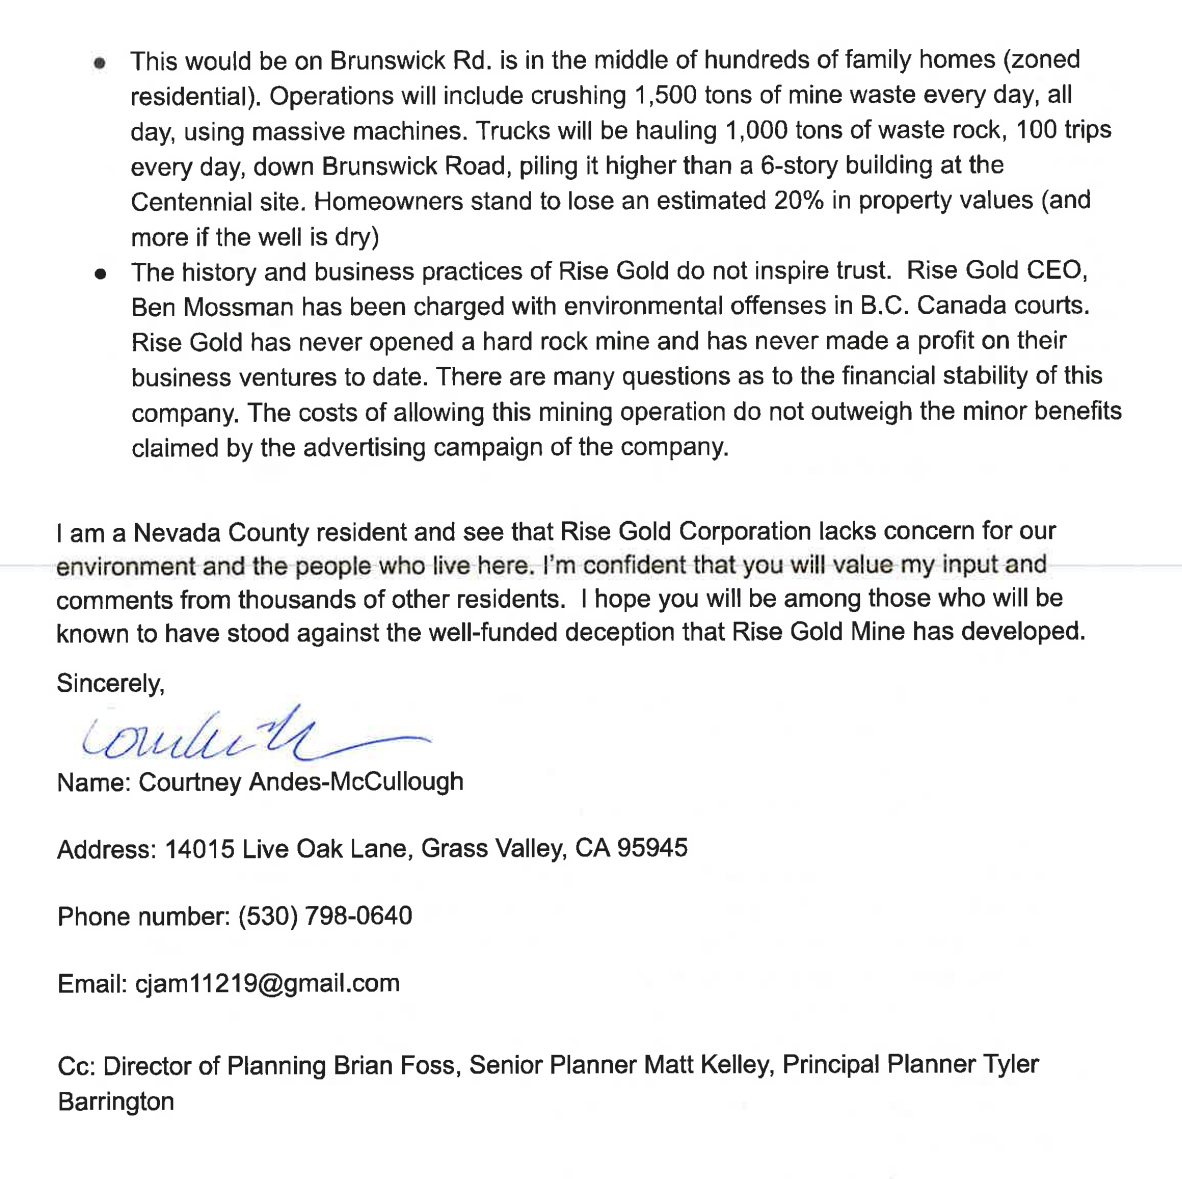 ● This would be on Brunswick Rd. is in the middle of hundreds of family homes (zoned
residential). Operations will include crushing 1,500 tons of mine waste every day, all
day, using massive machines. Trucks will be hauling 1,000 tons of waste rock, 100 trips
every day, down Brunswick Road, piling it higher than a 6-story building at the
Centennial site. Homeowners stand to lose an estimated 20% in property values (and
more if the well is dry)
● The history and business practices of Rise Gold do not inspire trust.  Rise Gold CEO,
Ben Mossman has been charged with environmental offenses in B.C. Canada courts.
Rise Gold has never opened a hard rock mine and has never made a profit on their
business ventures to date. There are many questions as to the financial stability of this
company. The costs of allowing this mining operation do not outweigh the minor benefits
claimed by the advertising campaign of the company.
I am a Nevada County resident and see that Rise Gold Corporation lacks concern for our
environment and the people who live here. I'm confident that you will value my input and
comments from thousands of other residents.  I hope you will be among those who will be
known to have stood against the well-funded deception that Rise Gold Mine has developed.
Sincerely,
Name: Courtney Andes-McCullough
Address: 14015 Live Oak Lane, Grass Valley, CA 95945
Phone number: (530) 798-0640
Email: cjam11219@gmail.com
Cc: Director of Planning Brian Foss, Senior Planner Matt Kelley, Principal Planner Tyler
Barrington